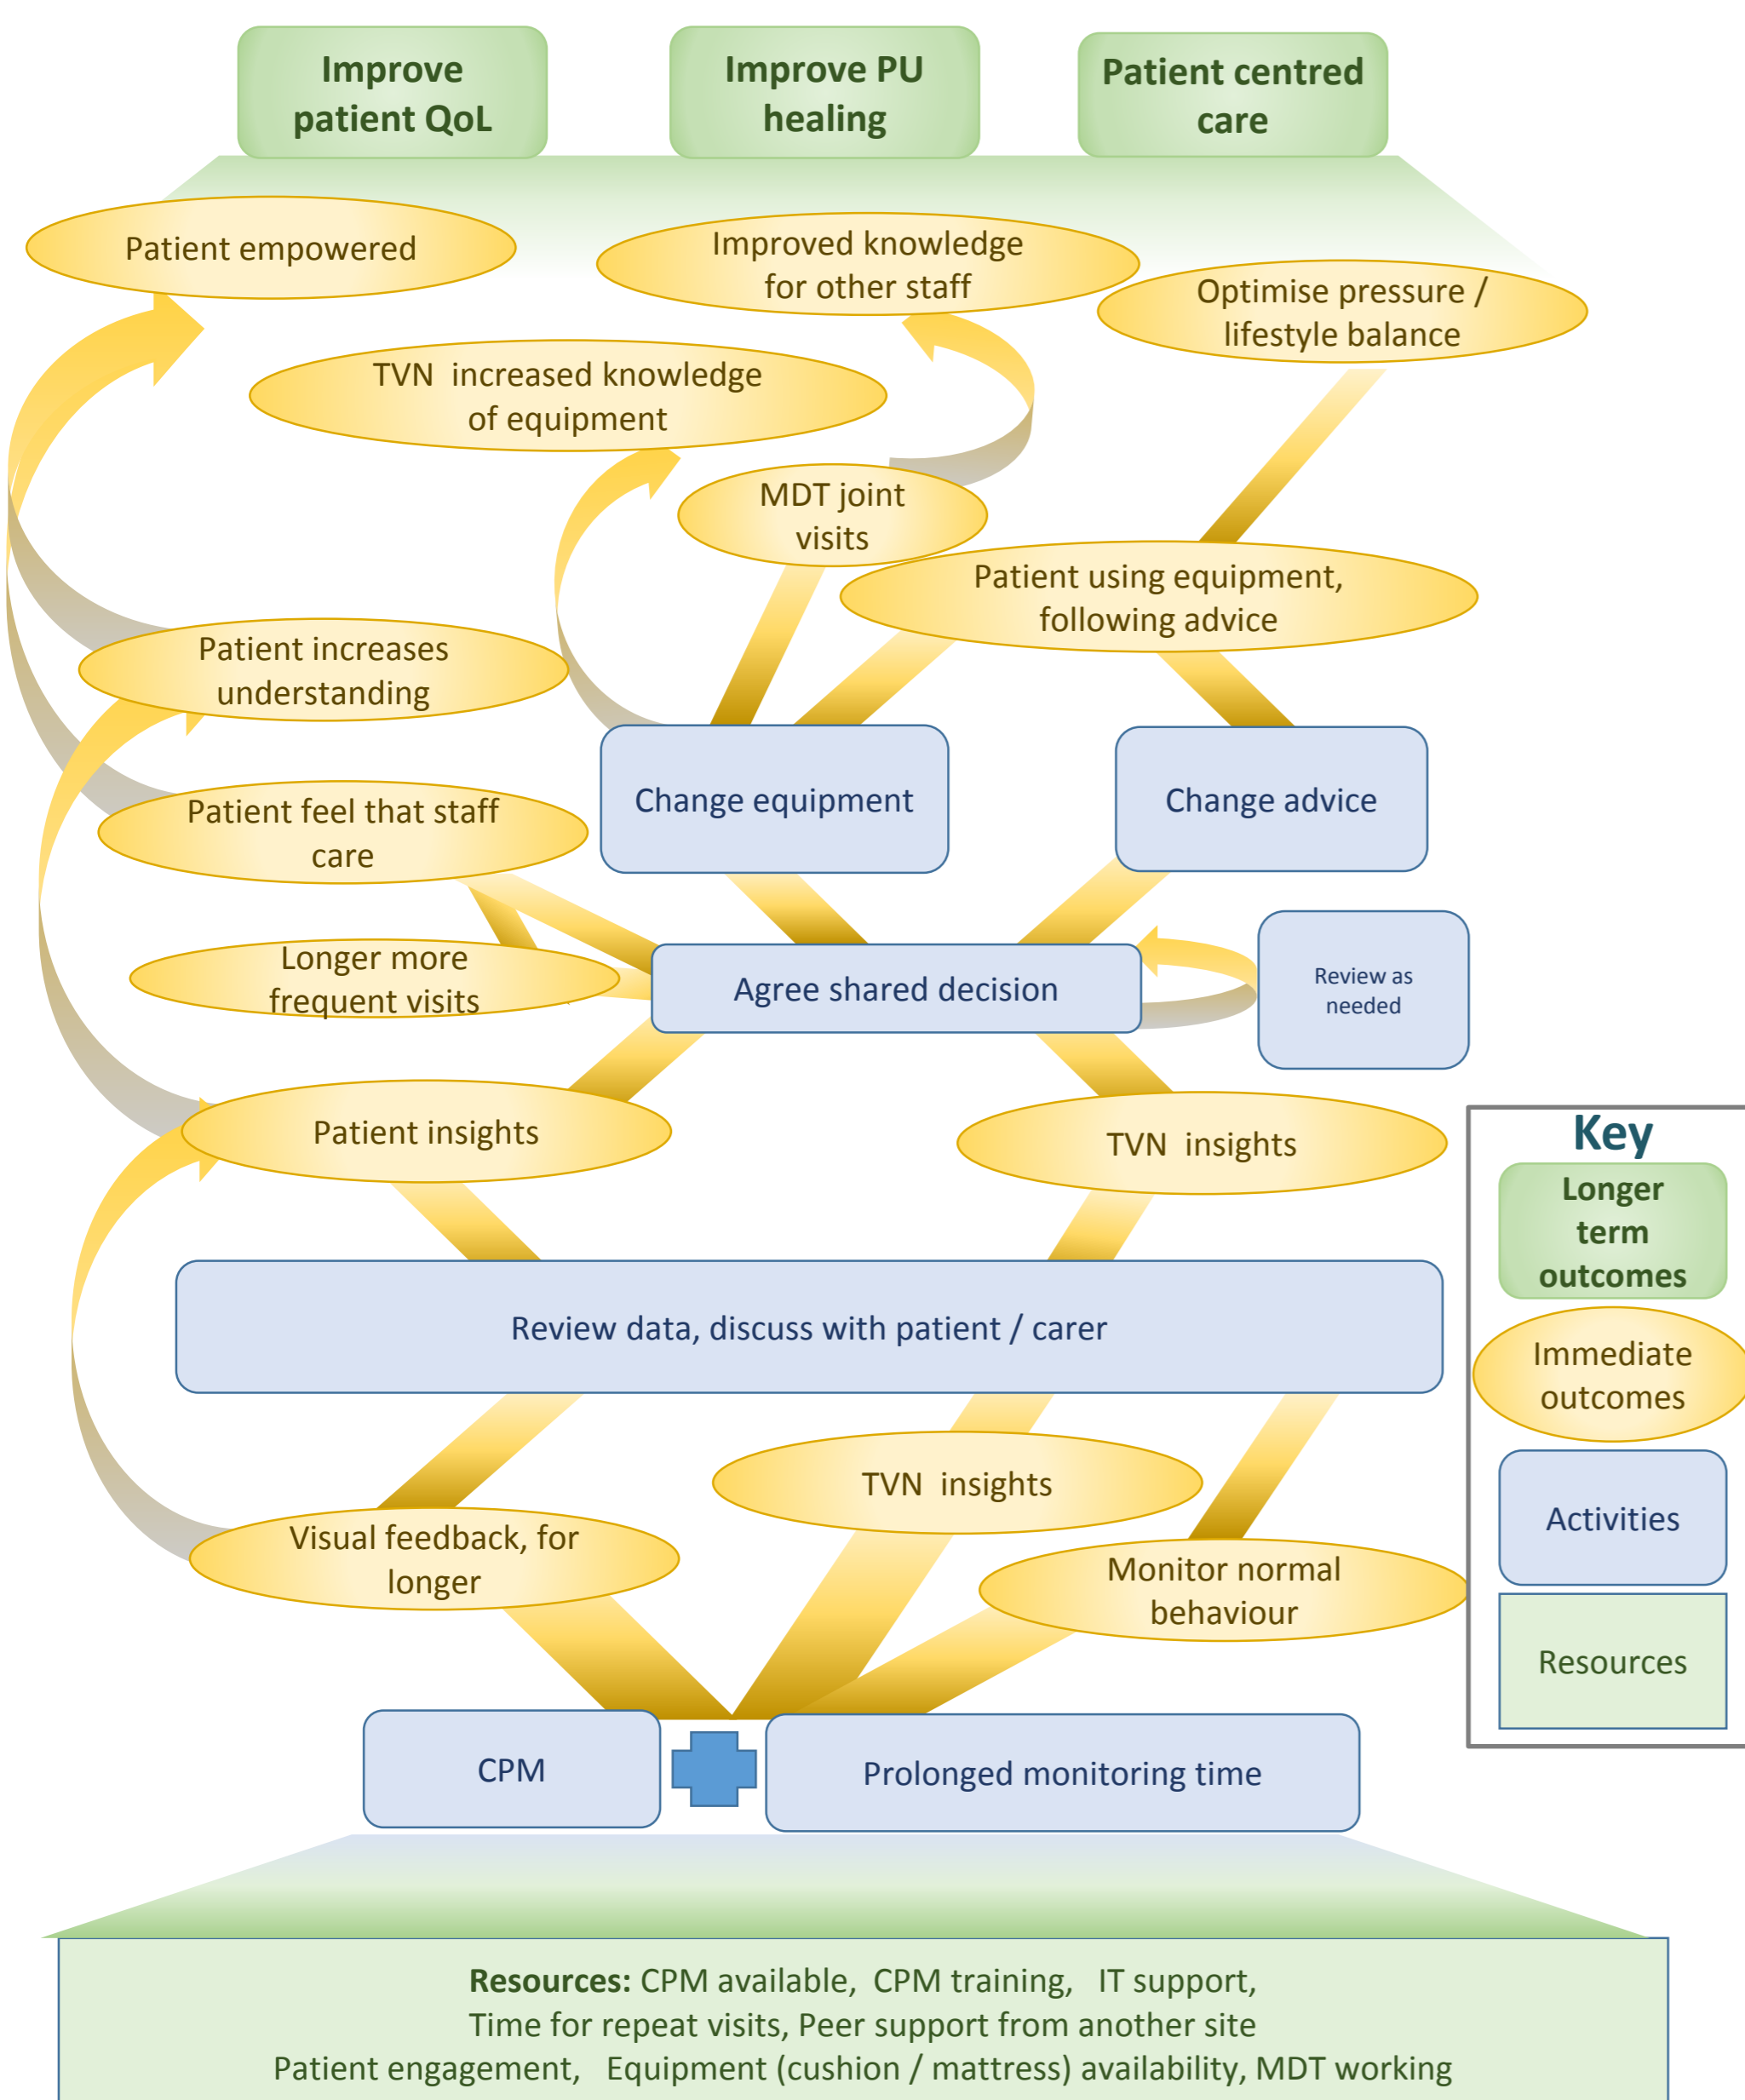 Improve
patient QoL
Improve PU
healing
Patient centred
care
Patient empowered
Improved knowledge
for other staff
Optimise pressure /
lifestyle balance
TVN increased knowledge
of equipment
MDT joint
visits
Patient using equipment,
following advice
Patient increases
understanding
Change equipment
Change advice
Patient feel that staff
care
Longer more
frequent visits
Agree shared decision
Review as
needed
Patient insights
TVN insights
Key
Longer
term
outcomes
Immediate
outcomes
Activities
Resources
Review data, discuss with patient / carer
TVN insights
Visual feedback, for
longer
Monitor normal
behaviour
CPM
Prolonged monitoring time
Resources: CPM available, CPM training, IT support,
Time for repeat visits, Peer support from another site
Patient engagement, Equipment (cushion / mattress) availability, MDT working